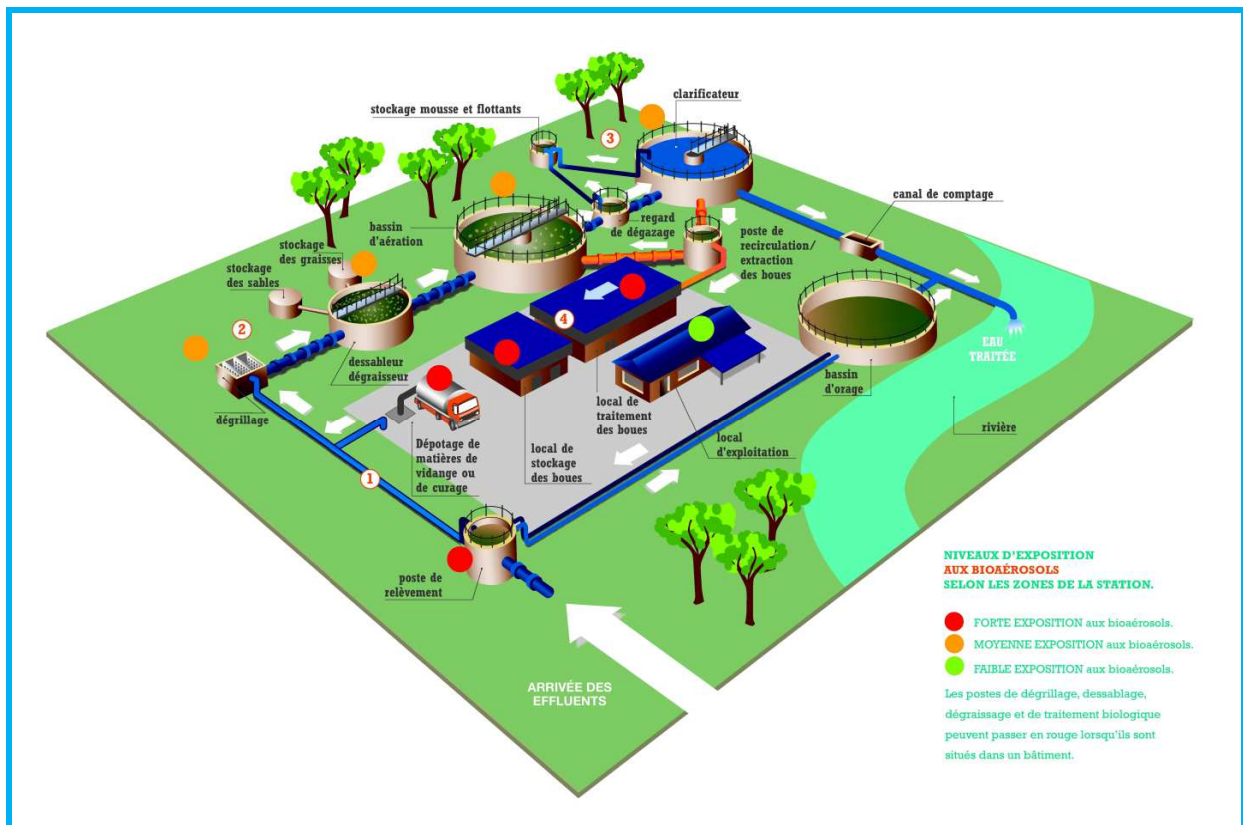 stockage mousse et flottants
clarificateur
3
canal de comptage
bassin
d'aération
regard
de dégazage
poste de
recirculation/
extraction
des boues
stockage
des graisses
stockage
des sables
2
4
EAU
TRAITÉE
dessableur
dégraisseur
bassin
d'orage
dégrillage
local de
traitement
des boues
rivière
Dépotage de
matières de
vidange ou
de curage
local de
stockage
des boues
local
d'exploitation
1
poste de
relèvement
NIVEAUX D'EXPOSITION
AUX BIOAÉROSOLS
SELON LES ZONES DE LA STATION.
FORTE EXPOSITION aux bioaérosols.
MOYENNE EXPOSITION aux bioaérosols.
FAIBLE EXPOSITION aux bioaérosols.
Les postes de dégrillage, dessablage,
dégraissage et de traitement biologique
peuvent passer en rouge lorsqu'ils sont
situés dans un bâtiment.
ARRIVÉE DES
EFFLUENTS